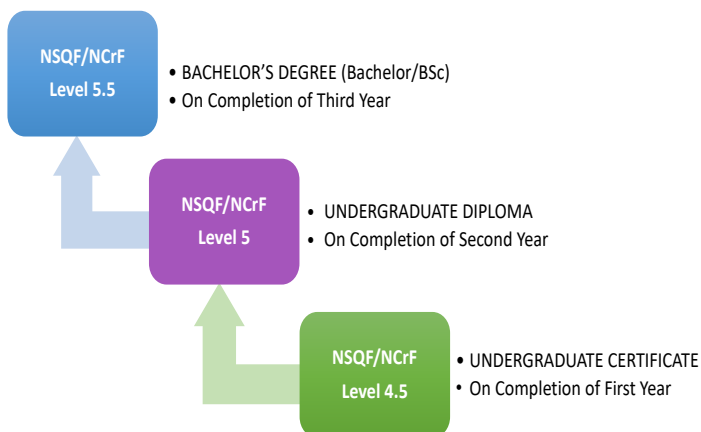 NSQF/NCrF
Level 5.5
• BACHELOR'S DEGREE (Bachelor/BSc)
• On Completion of Third Year
NSQF/NCrF
Level 5
• UNDERGRADUATE DIPLOMA
• On Completion of Second Year
NSQF/NCrF
Level 4.5
• UNDERGRADUATE CERTIFICATE
• On Completion of First Year